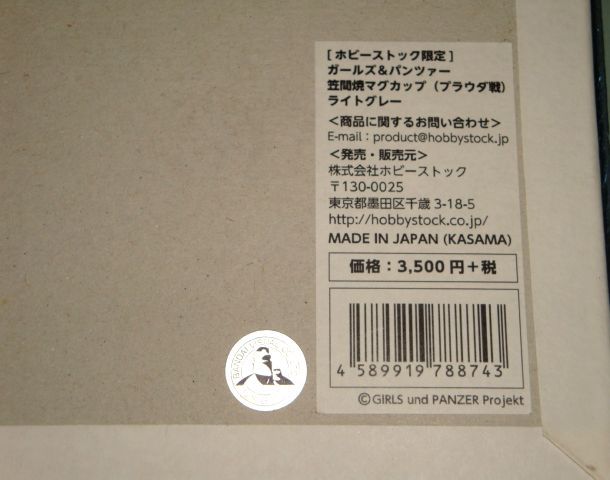 [ ホビーストック限定 ]
ガールズ＆パンツァー
笠間焼マグカップ（プラウダ戦）
ライトグレー
＜商品に関するお問い合わせ＞
E-mail : product@hobbystock.jp
＜発売・販売元＞
株式会社ホビーストック
〒130-0025
東京都墨田区千歳 3-18-5
http://hobbystock.co.jp/
MADE IN JAPAN (KASAMA)
価格：3,500 円＋税
4 589919 788743
©GIRLS und PANZER Projekt
BANDAI